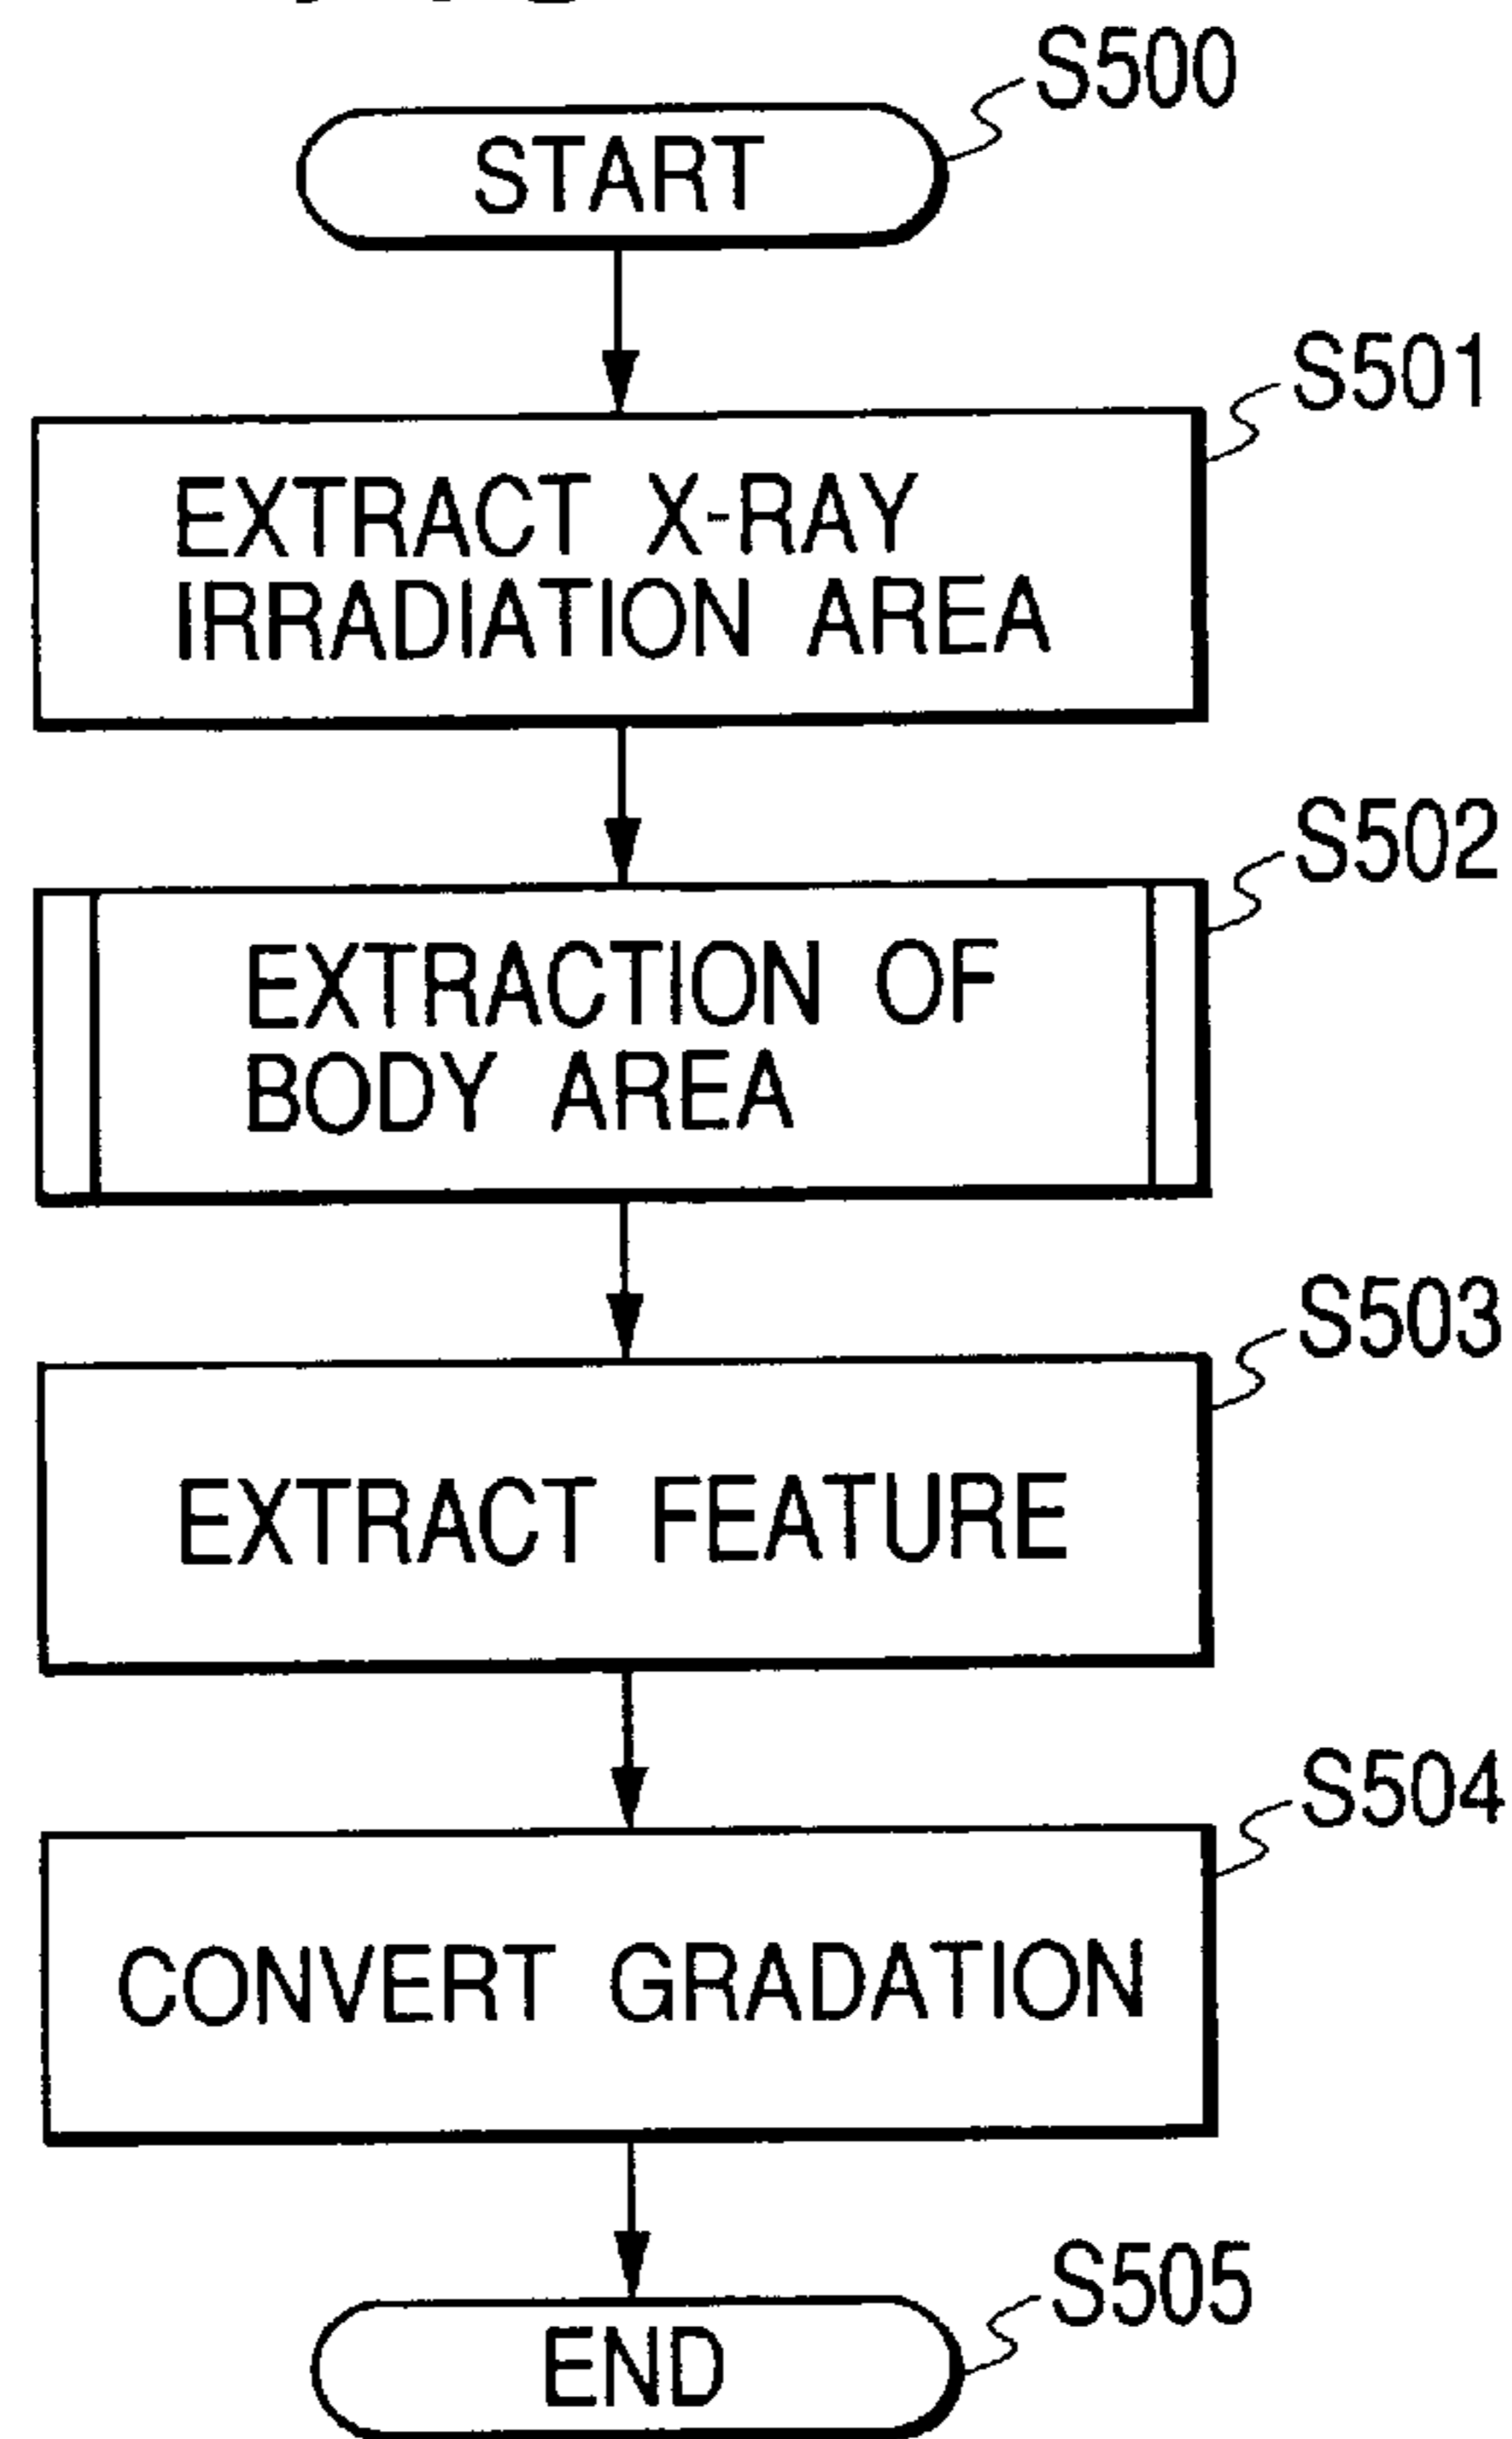 S500
START
S501
EXTRACT X-RAY
IRRADIATION AREA
S502
EXTRACTION OF
BODY AREA
S503
EXTRACT FEATURE
S504
CONVERT GRADATION
S505
END